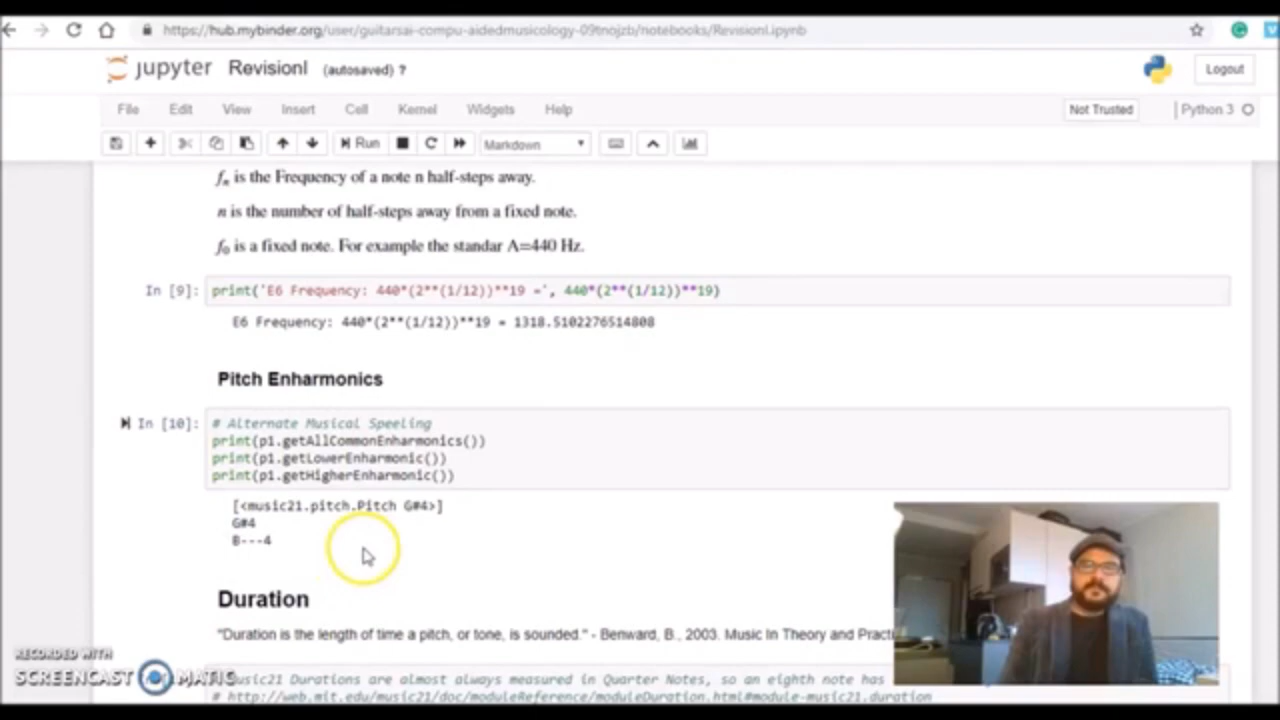 https://hub.mybinder.org/user/guitarsai-compu-aidedmusicology-09tnojzb/notebooks/RevisionI.ipynb
jupyter RevisionI (autosaved) ? Logout
File Edit View Insert Cell Kernel Widgets Help Not Trusted Python 3
Run Markdown
fn is the Frequency of a note n half-steps away.
n is the number of half-steps away from a fixed note.
f0 is a fixed note. For example the standar A=440 Hz.
In [9]: print('E6 Frequency: 440*(2**(1/12))**19 =', 440*(2**(1/12))**19)
E6 Frequency: 440*(2**(1/12))**19 = 1318.5102276514808
Pitch Enharmonics
In [10]: # Alternate Musical Speeling
print(p1.getAllCommonEnharmonics())
print(p1.getLowerEnharmonic())
print(p1.getHigherEnharmonic())
[<music21.pitch.Pitch G#4>]
G#4
B---4
Duration
"Duration is the length of time a pitch, or tone, is sounded." - Benward, B., 2003. Music In Theory and Practi
RECORDED WITH
SCREENCAST MATIC
usic21 Durations are almost always measured in Quarter Notes, so an eighth note has
# http://web.mit.edu/music21/doc/moduleReference/moduleDuration.html#module-music21.duration